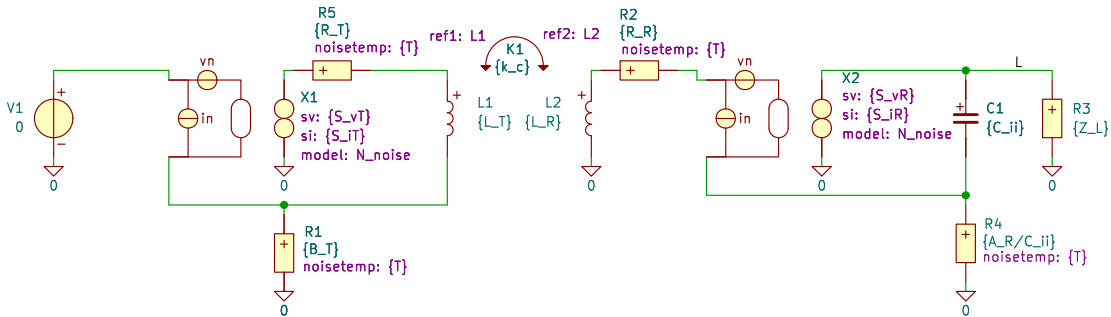 R5
{R_T}
noisetemp: {T}
ref1: L1
ref2: L2
K1
{k_c}
R2
{R_R}
noisetemp: {T}
vn
vn
L
V1
0
+
−
in
X1
sv: {S_vT}
si: {S_iT}
model: N_noise
+
+
L1
{L_T}
L2
{L_R}
+
+
in
X2
sv: {S_vR}
si: {S_iR}
model: N_noise
+
C1
{C_ii}
+
R3
{Z_L}
0
0
0
0
0
+
R1
{B_T}
noisetemp: {T}
0
+
R4
{A_R/C_ii}
noisetemp: {T}
0